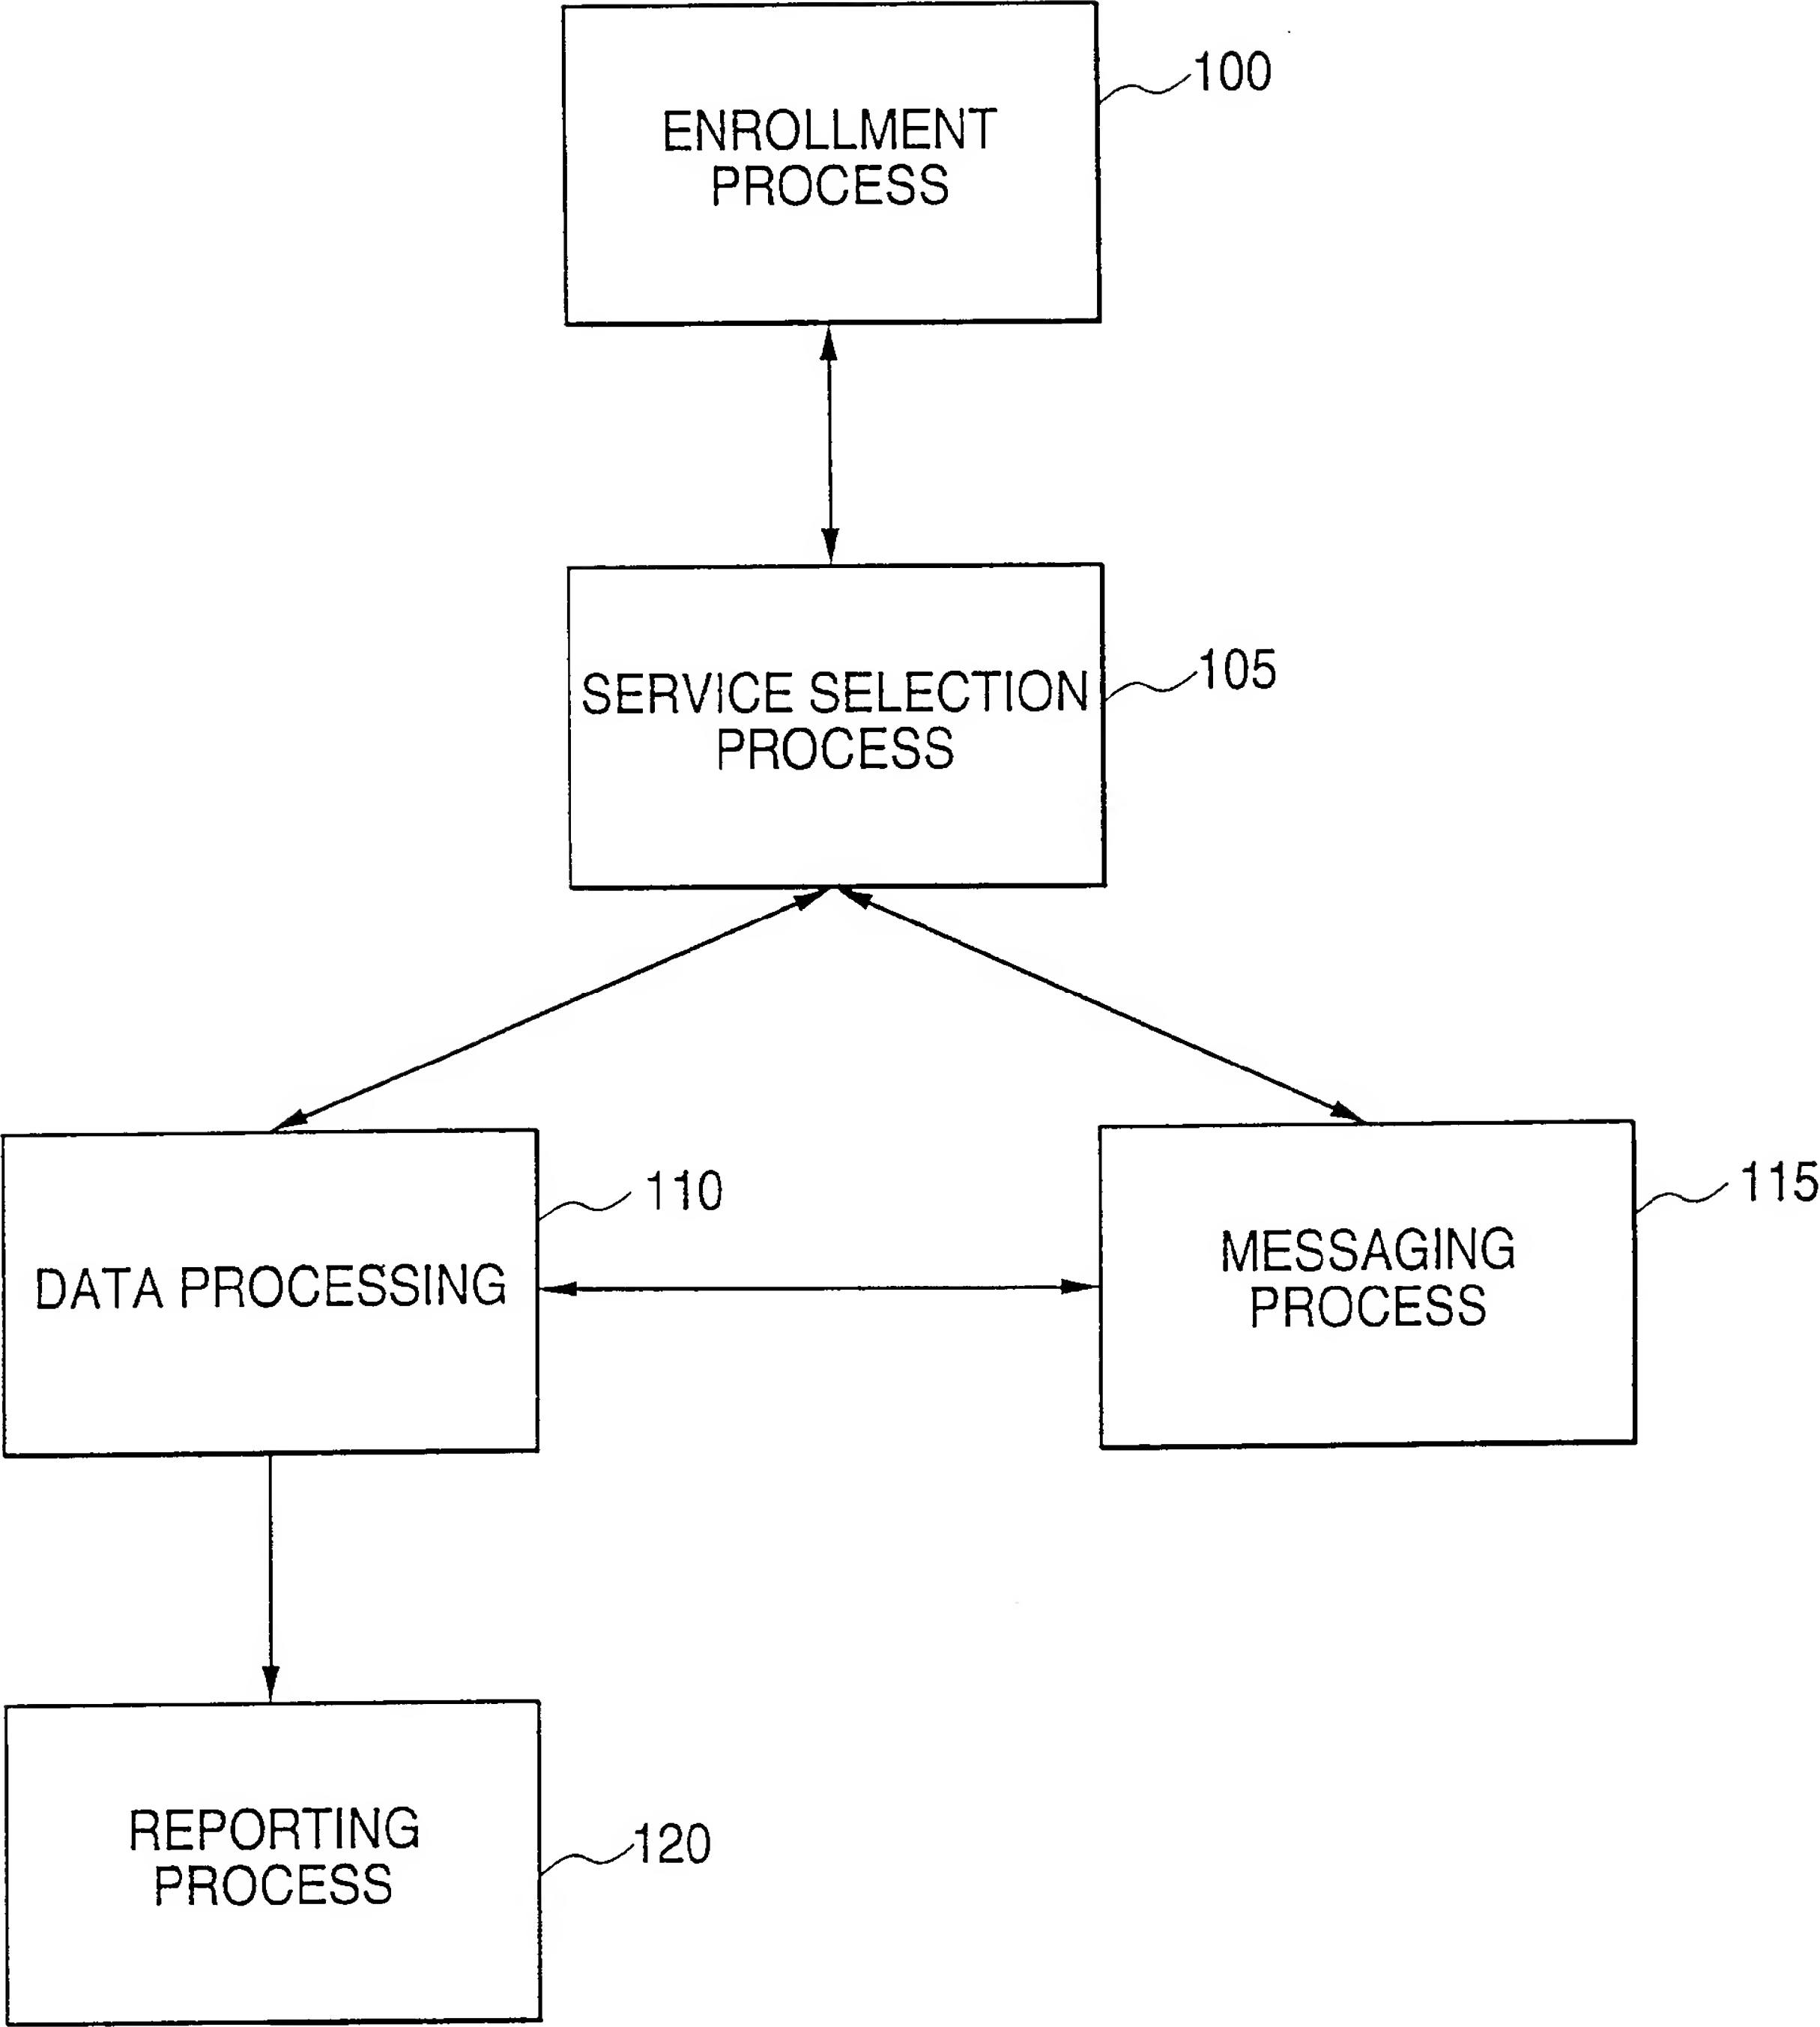 100
ENROLLMENT
PROCESS
105
SERVICE SELECTION
PROCESS
110
DATA PROCESSING
115
MESSAGING
PROCESS
REPORTING
PROCESS
120